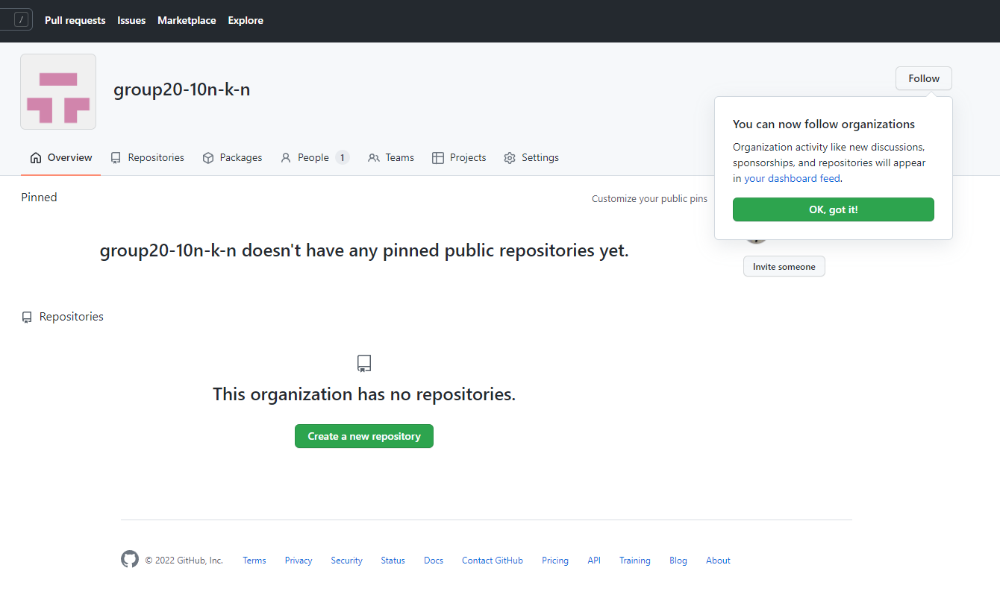 / Pull requests Issues Marketplace Explore
group20-10n-k-n
Follow
Overview Repositories Packages People 1 Teams Projects Settings
You can now follow organizations
Organization activity like new discussions,
sponsorships, and repositories will appear
in your dashboard feed.
OK, got it!
Pinned
Customize your public pins
group20-10n-k-n doesn't have any pinned public repositories yet.
Invite someone
Repositories
This organization has no repositories.
Create a new repository
© 2022 GitHub, Inc. Terms Privacy Security Status Docs Contact GitHub Pricing API Training Blog About